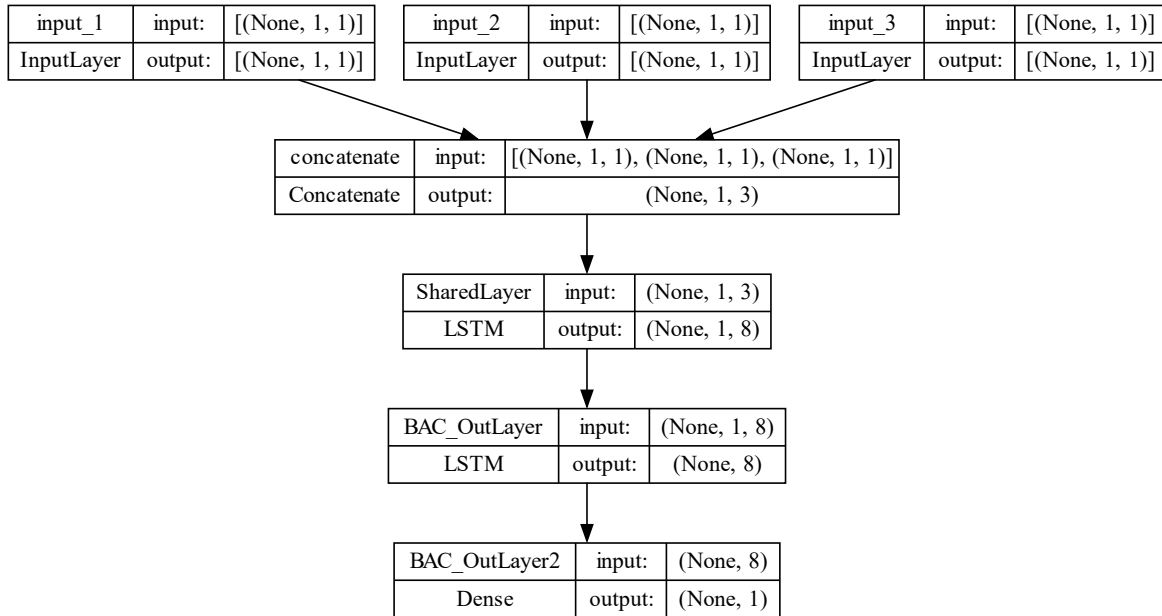 input_1 input: [(None, 1, 1)]
InputLayer output: [(None, 1, 1)]
input_2 input: [(None, 1, 1)]
InputLayer output: [(None, 1, 1)]
input_3 input: [(None, 1, 1)]
InputLayer output: [(None, 1, 1)]
concatenate input: [(None, 1, 1), (None, 1, 1), (None, 1, 1)]
Concatenate output: (None, 1, 3)
SharedLayer input: (None, 1, 3)
LSTM output: (None, 1, 8)
BAC_OutLayer input: (None, 1, 8)
LSTM output: (None, 8)
BAC_OutLayer2 input: (None, 8)
Dense output: (None, 1)